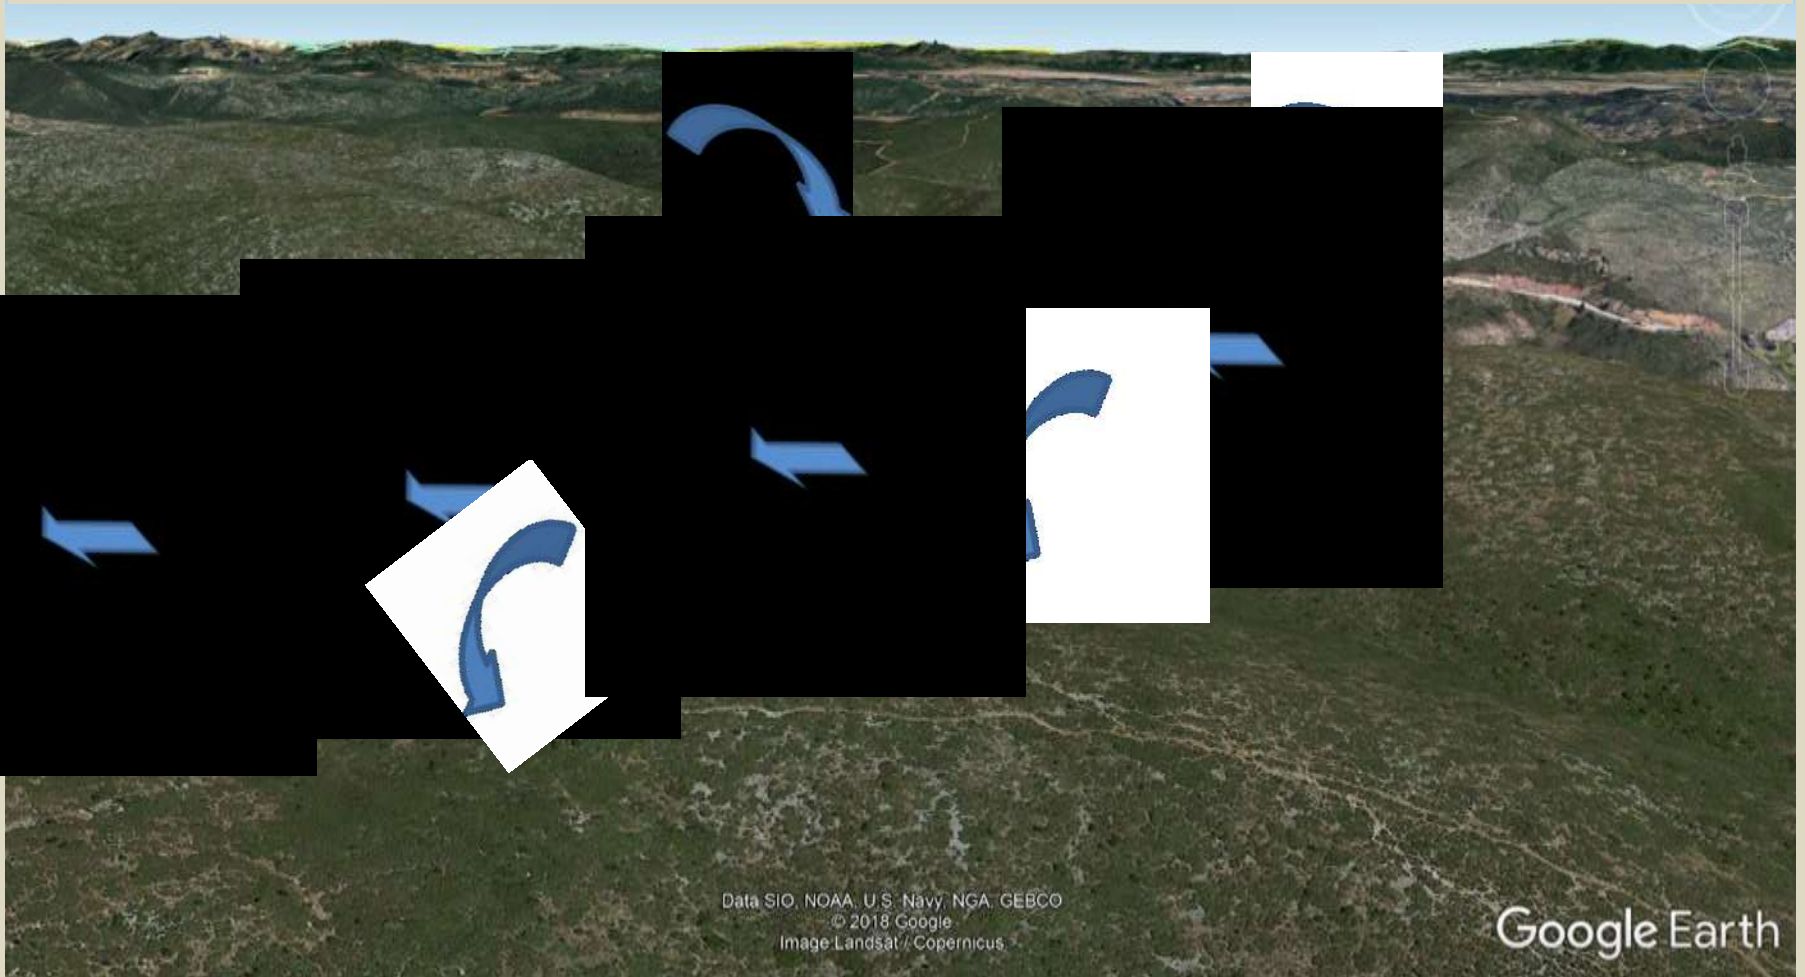 Data SIO, NOAA, U.S. Navy, NGA, GEBCO
© 2018 Google
Image Landsat / Copernicus
Google Earth